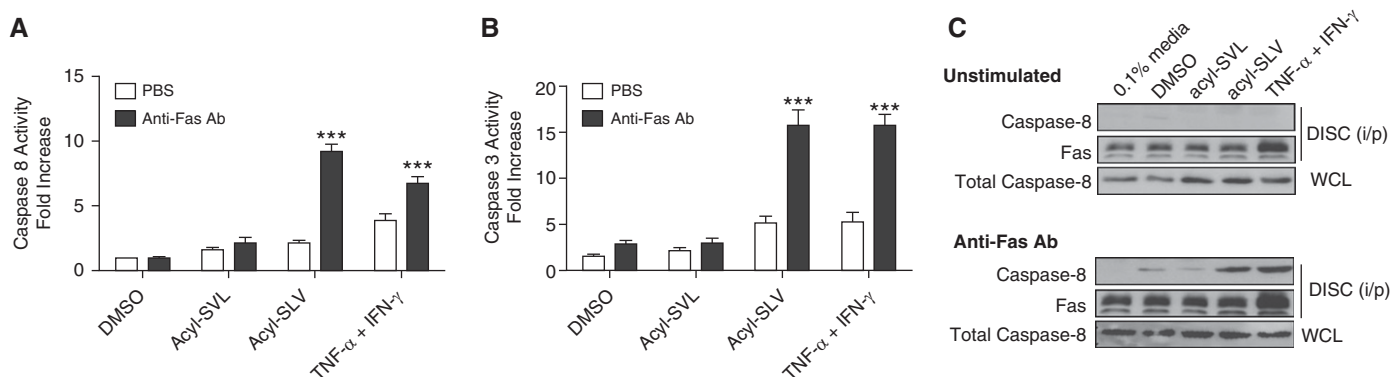 A
15
10
5
0
Caspase 8 Activity
Fold Increase
PBS
Anti-Fas Ab
***
***
DMSO
Acyl-SVL
Acyl-SLV
TNF-α + IFN-γ
B
20
15
10
5
0
Caspase 3 Activity
Fold Increase
PBS
Anti-Fas Ab
***
***
DMSO
Acyl-SVL
Acyl-SLV
TNF-α + IFN-γ
C
0.1% media
DMSO
acyl-SVL
acyl-SLV
TNF-α + IFN-γ
Unstimulated
Caspase-8
Fas
DISC (i/p)
Total Caspase-8
WCL
Anti-Fas Ab
Caspase-8
Fas
DISC (i/p)
Total Caspase-8
WCL